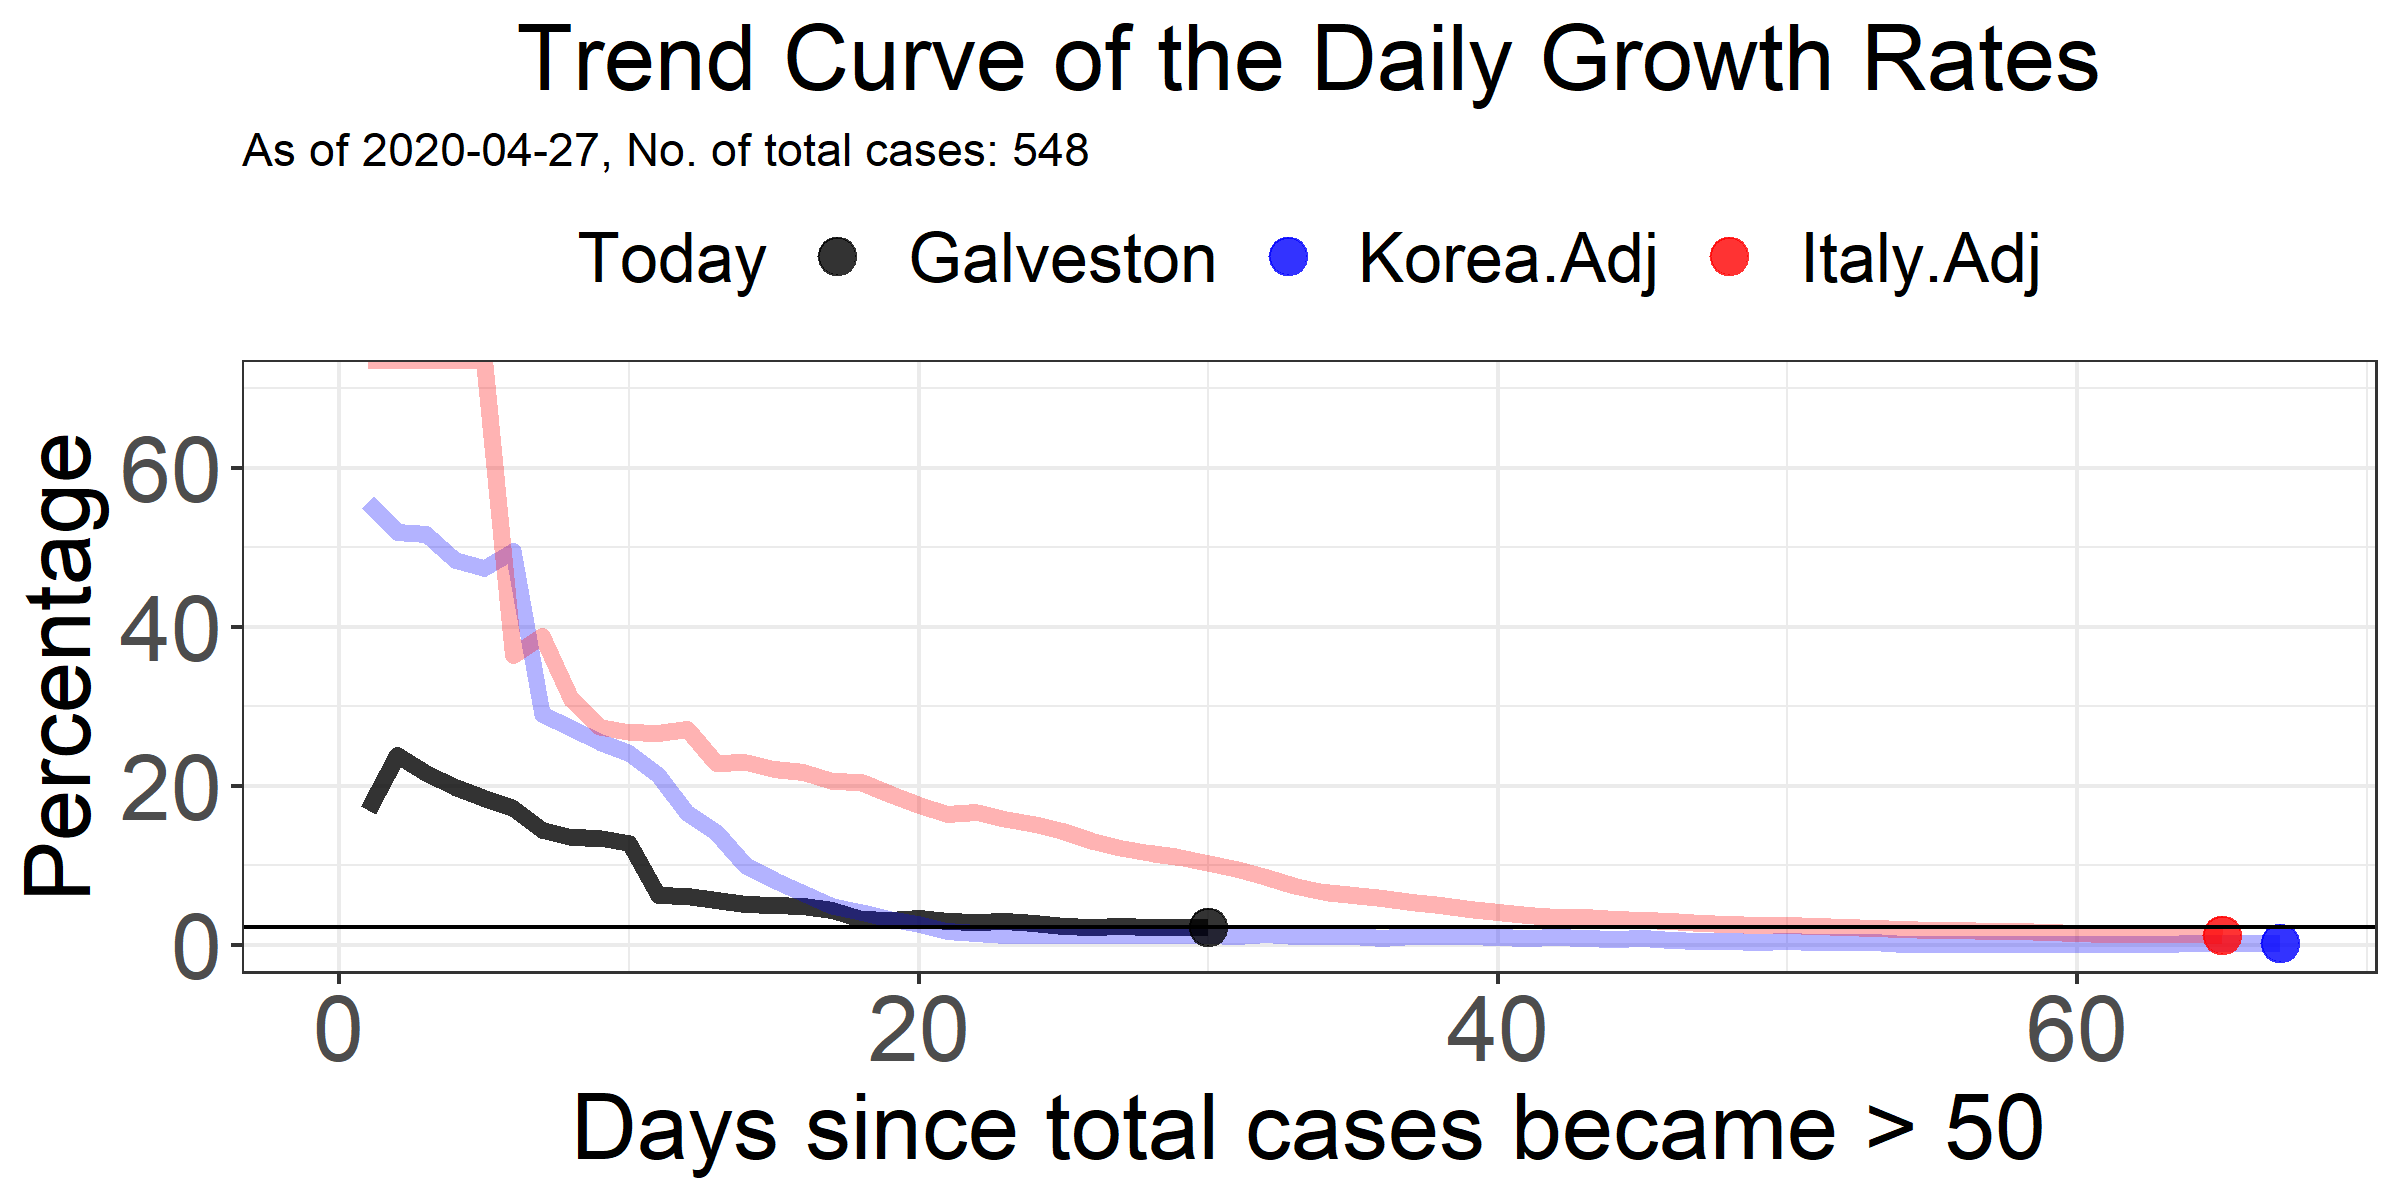 Trend Curve of the Daily Growth Rates
As of 2020-04-27, No. of total cases: 548
Today Galveston Korea.Adj Italy.Adj
Percentage
60
40
20
0
0 20 40 60
Days since total cases became > 50